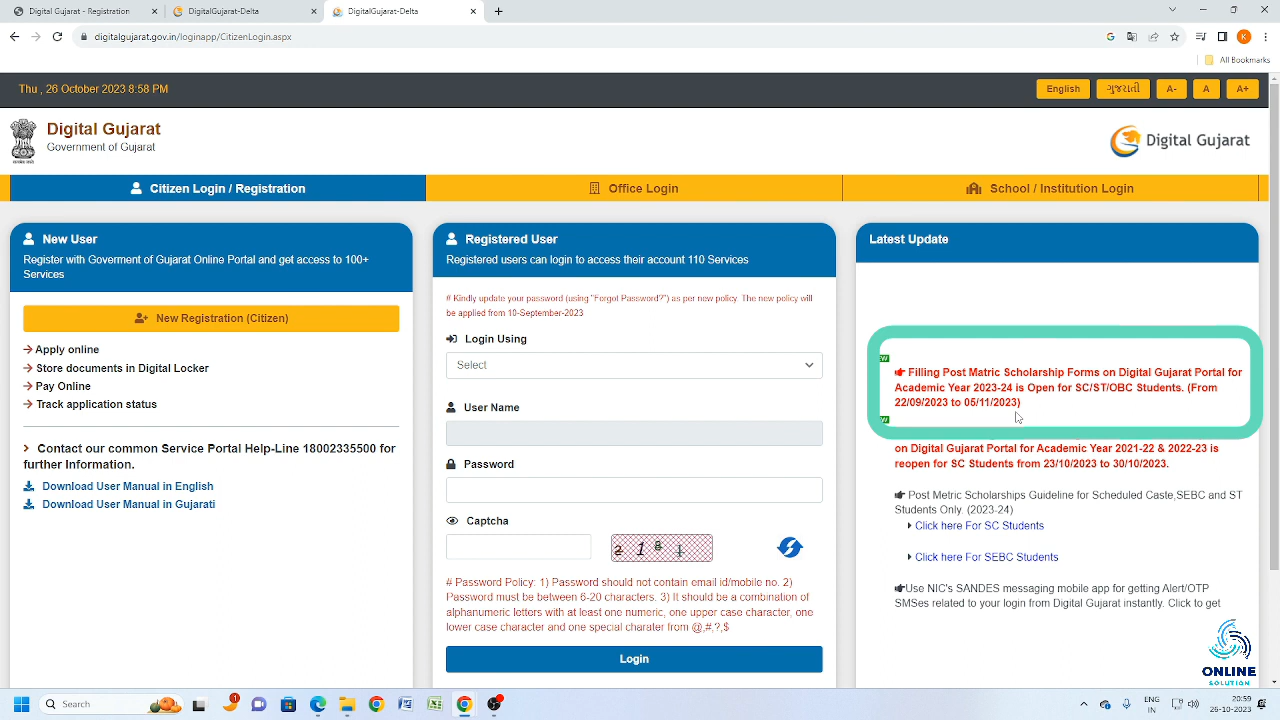 Digital Gujarat - Registration
DigitalGujarat-Delta
DigitalGujarat-Delta
digitalgujarat.gov.in/loginapp/CitizenLogin.aspx
All Bookmarks
Thu , 26 October 2023 8:58 PM
English
ગુજરાતી
A-
A
A+
Digital Gujarat
Government of Gujarat
Digital Gujarat
Citizen Login / Registration
Office Login
School / Institution Login
New User
Register with Goverment of Gujarat Online Portal and get access to 100+
Services
New Registration (Citizen)
Apply online
Store documents in Digital Locker
Pay Online
Track application status
Contact our common Service Portal Help-Line 18002335500 for
further Information.
Download User Manual in English
Download User Manual in Gujarati
Registered User
Registered users can login to access their account 110 Services
# Kindly update your password (using "Forgot Password?") as per new policy. The new policy will
be applied from 10-September-2023
Login Using
Select
User Name
Password
Captcha
2 1 8 1
# Password Policy: 1) Password should not contain email id/mobile no. 2)
Password must be between 6-20 characters. 3) It should be a combination of
alphanumeric letters with at least one numeric, one upper case character, one
lower case character and one special charater from @,#,?,$
Login
Latest Update
Filling Post Matric Scholarship Forms on Digital Gujarat Portal for
Academic Year 2023-24 is Open for SC/ST/OBC Students. (From
22/09/2023 to 05/11/2023)
on Digital Gujarat Portal for Academic Year 2021-22 & 2022-23 is
reopen for SC Students from 23/10/2023 to 30/10/2023.
Post Metric Scholarships Guideline for Scheduled Caste,SEBC and ST
Students Only. (2023-24)
Click here For SC Students
Click here For SEBC Students
Use NIC's SANDES messaging mobile app for getting Alert/OTP
SMSes related to your login from Digital Gujarat instantly. Click to get
ONLINE
SOLUTION
Search
ENG
IN
20:59
26-10-2023